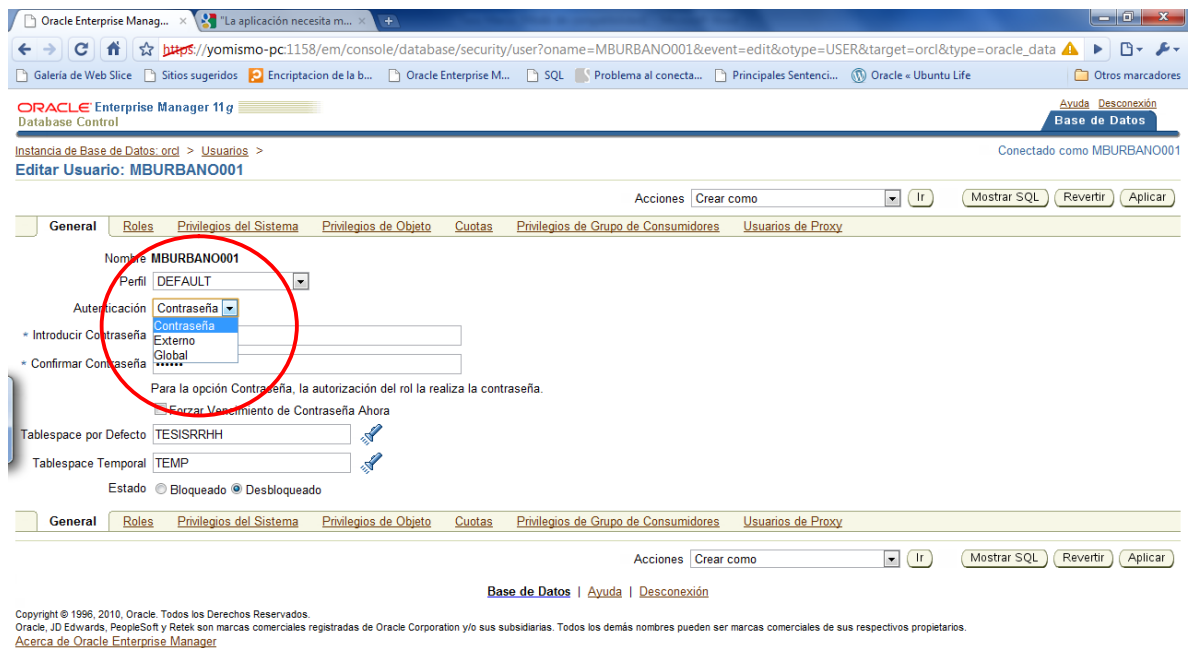 Oracle Enterprise Manag... "La aplicación necesita m...
https://yomismo-pc:1158/em/console/database/security/user?oname=MBURBANO001&event=edit&otype=USER&target=orcl&type=oracle_data
Galería de Web Slice Sitios sugeridos Encriptacion de la b... Oracle Enterprise M... SQL Problema al conecta... Principales Sentenci... Oracle « Ubuntu Life Otros marcadores
ORACLE Enterprise Manager 11g
Database Control
Ayuda Desconexión
Base de Datos
Instancia de Base de Datos: orcl > Usuarios >
Conectado como MBURBANO001
Editar Usuario: MBURBANO001
Acciones Crear como Ir Mostrar SQL Revertir Aplicar
General Roles Privilegios del Sistema Privilegios de Objeto Cuotas Privilegios de Grupo de Consumidores Usuarios de Proxy
Nombre MBURBANO001
Perfil DEFAULT
Autenticación Contraseña
Contraseña
* Introducir Contraseña
Externo
Global
* Confirmar Contraseña ••••••
Para la opción Contraseña, la autorización del rol la realiza la contraseña.
Forzar Vencimiento de Contraseña Ahora
Tablespace por Defecto TESISRRHH
Tablespace Temporal TEMP
Estado Bloqueado Desbloqueado
General Roles Privilegios del Sistema Privilegios de Objeto Cuotas Privilegios de Grupo de Consumidores Usuarios de Proxy
Acciones Crear como Ir Mostrar SQL Revertir Aplicar
Base de Datos | Ayuda | Desconexión
Copyright © 1996, 2010, Oracle. Todos los Derechos Reservados.
Oracle, JD Edwards, PeopleSoft y Retek son marcas comerciales registradas de Oracle Corporation y/o sus subsidiarias. Todos los demás nombres pueden ser marcas comerciales de sus respectivos propietarios.
Acerca de Oracle Enterprise Manager